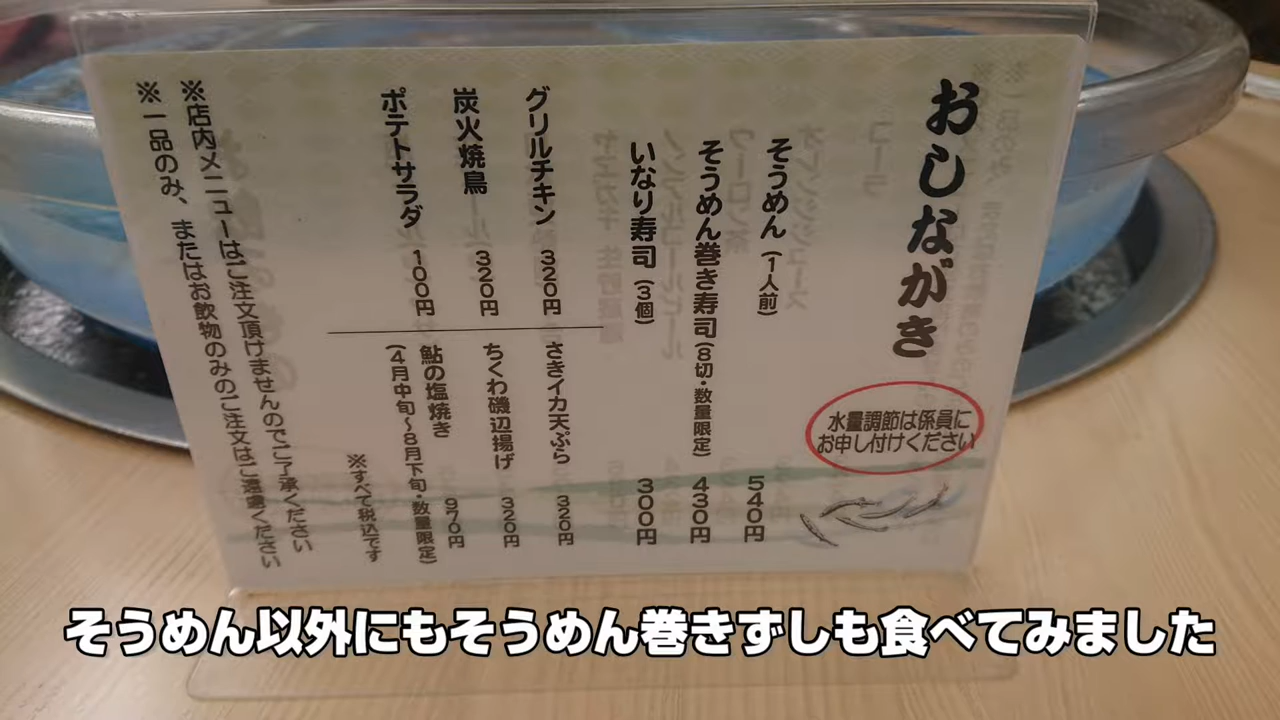 おしながき
水量調節は係員に
お申し付けください
そうめん(1人前) 540円
そうめん巻き寿司(8切・数量限定) 430円
いなり寿司(3個) 300円
グリルチキン 320円
炭火焼鳥 320円
ポテトサラダ 100円
さきイカ天ぷら 320円
ちくわ磯辺揚げ 320円
鮎の塩焼き 970円
(4月中旬~8月下旬・数量限定)
※すべて税込です
※店内メニューはご注文頂けませんのでご了承ください
※一品のみ、またはお飲物のみのご注文はご遠慮ください
そうめん以外にもそうめん巻きずしも食べてみました